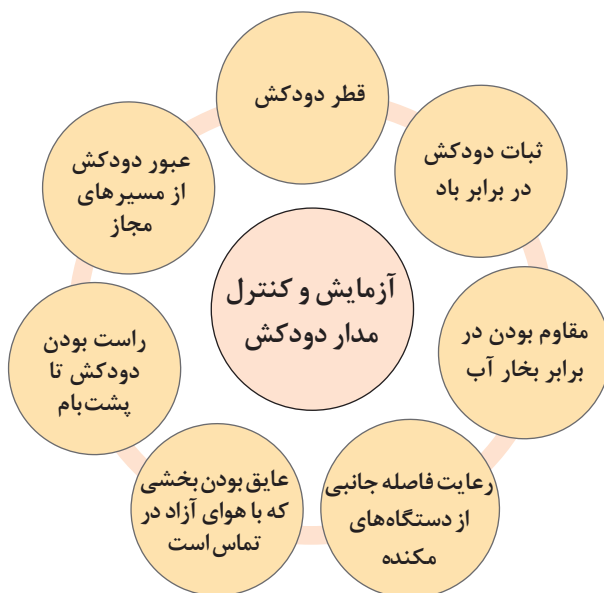 قطر دودکش
ثبات دودکش
در برابر باد
مقاوم بودن در
برابر بخار آب
رعایت فاصله جانبی
از دستگاه‌های
مکنده
عایق بودن بخشی
که با هوای آزاد در
تماس است
راست بودن
دودکش تا
پشت‌بام
عبور دودکش
از مسیرهای
مجاز
آزمایش و کنترل
مدار دودکش